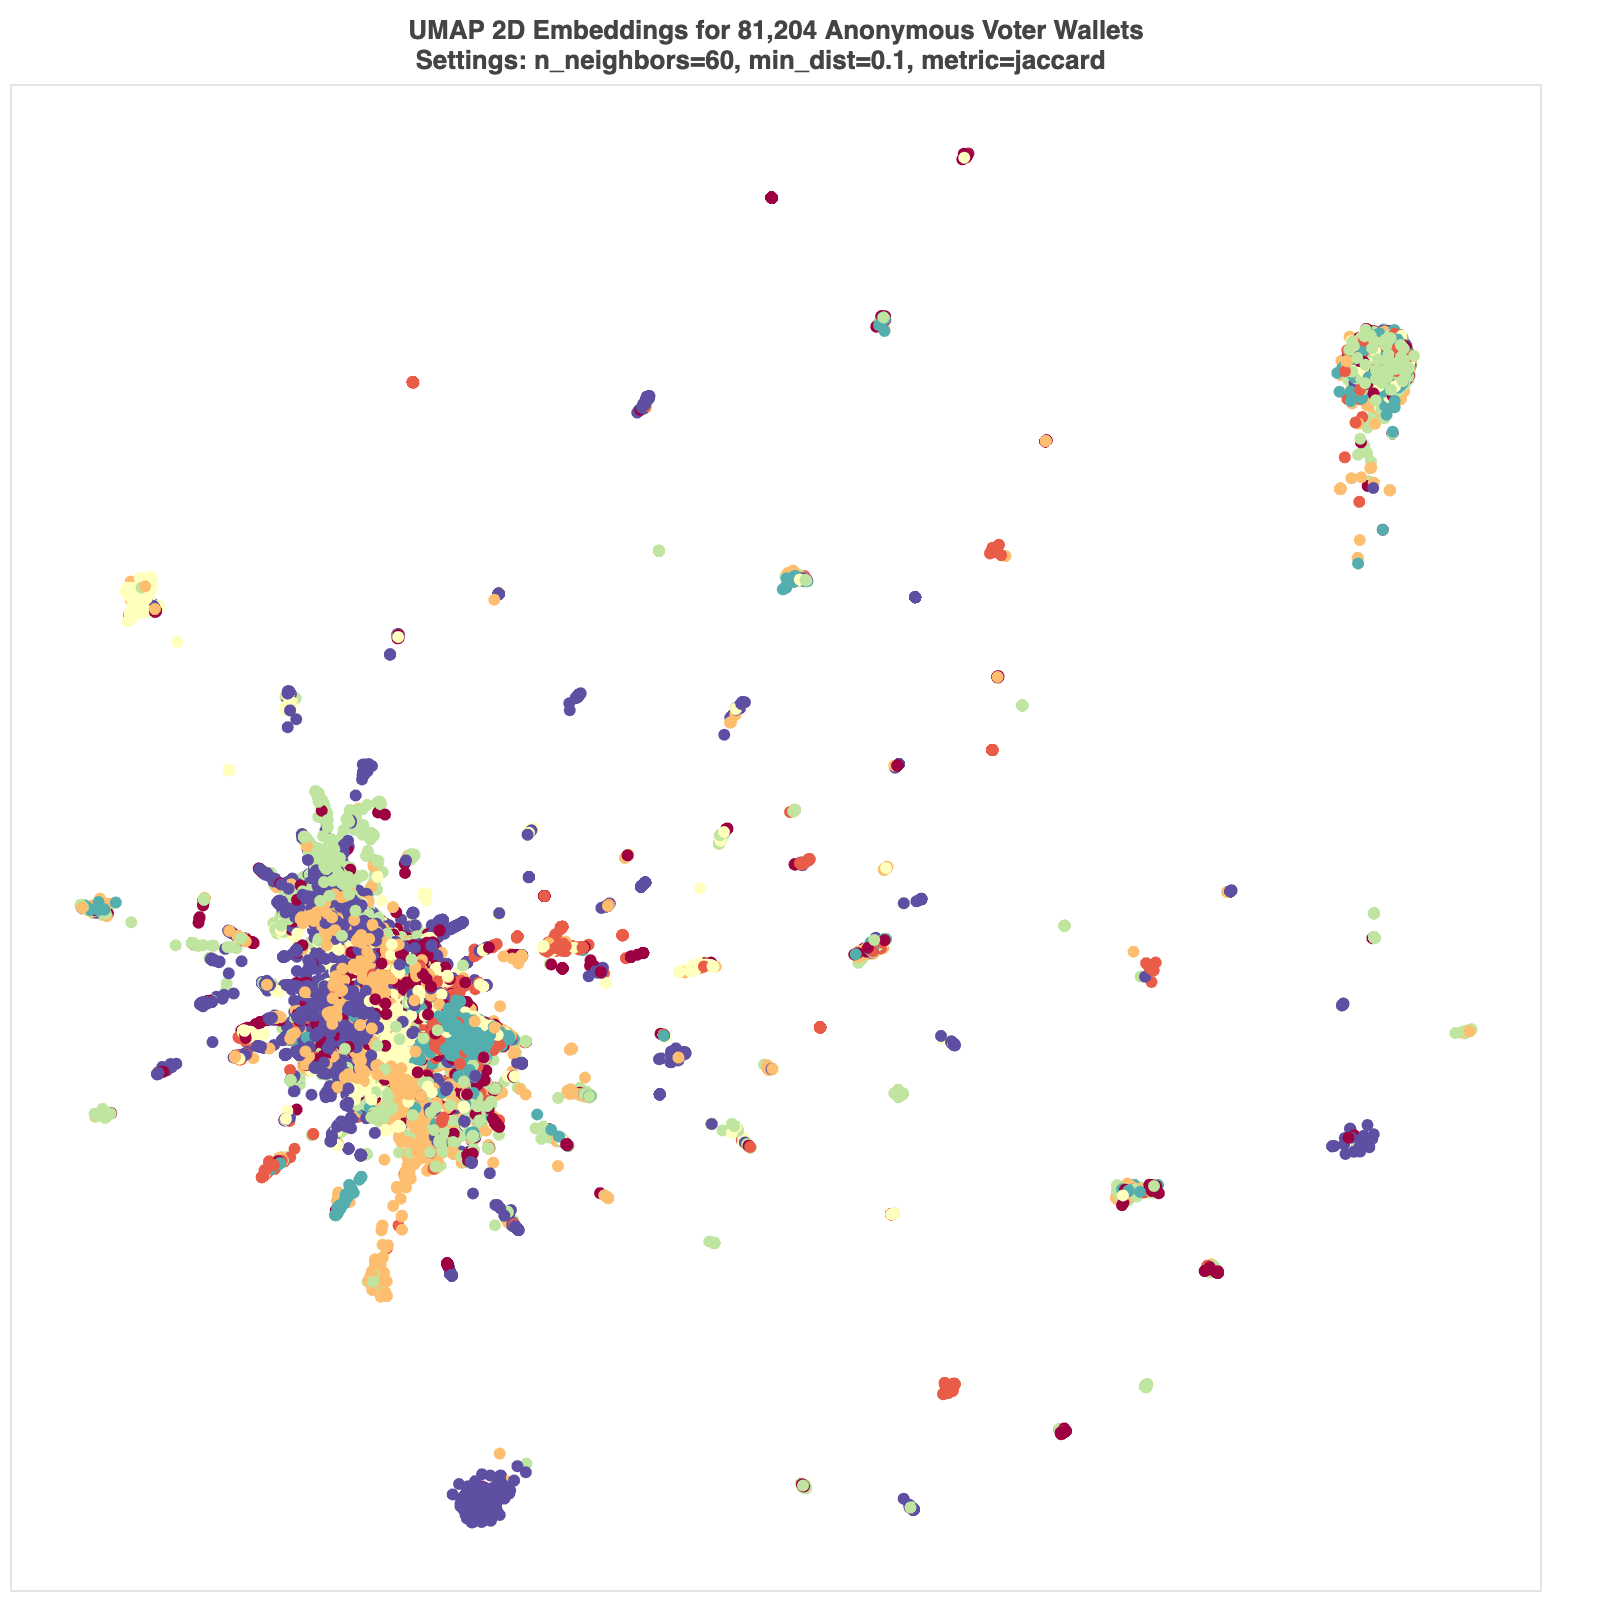 UMAP 2D Embeddings for 81,204 Anonymous Voter Wallets
Settings: n_neighbors=60, min_dist=0.1, metric=jaccard